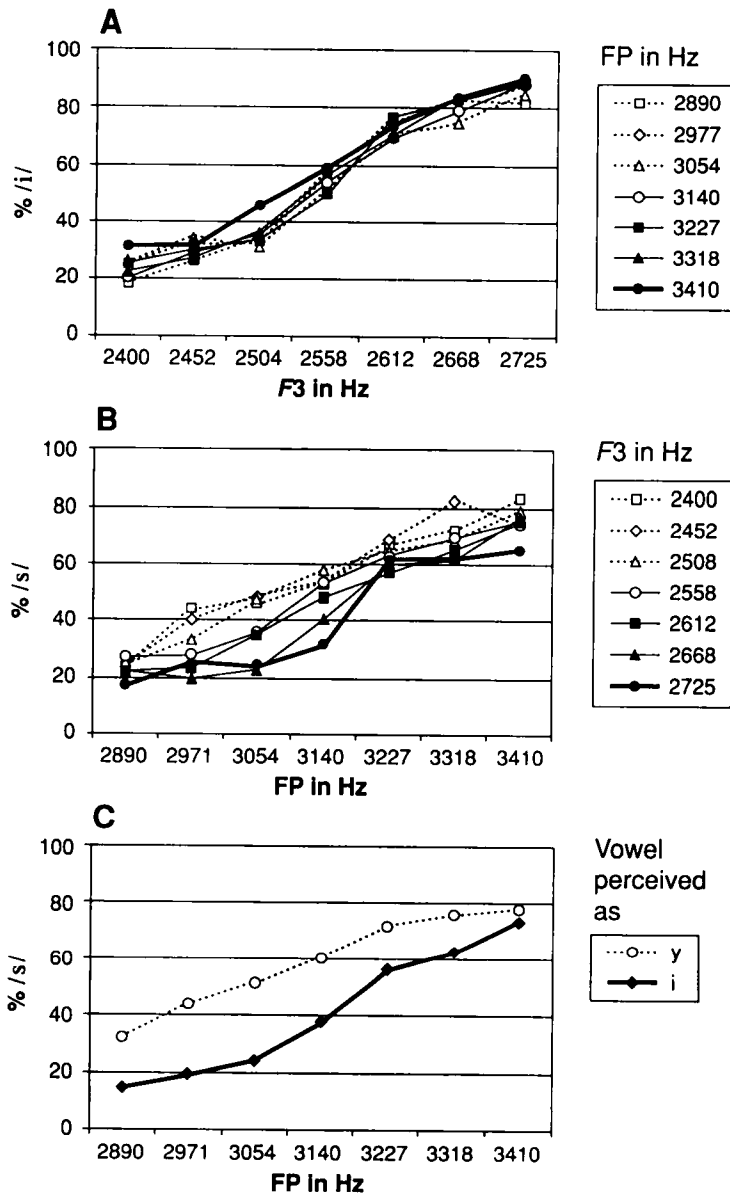 A
FP in Hz
100
80
60
40
20
0
% /i/
2400 2452 2504 2558 2612 2668 2725
F3 in Hz
2890
2977
3054
3140
3227
3318
3410
B
F3 in Hz
100
80
60
40
20
0
% /s/
2890 2971 3054 3140 3227 3318 3410
FP in Hz
2400
2452
2508
2558
2612
2668
2725
C
Vowel
perceived
as
100
80
60
40
20
0
% /s/
2890 2971 3054 3140 3227 3318 3410
FP in Hz
y
i